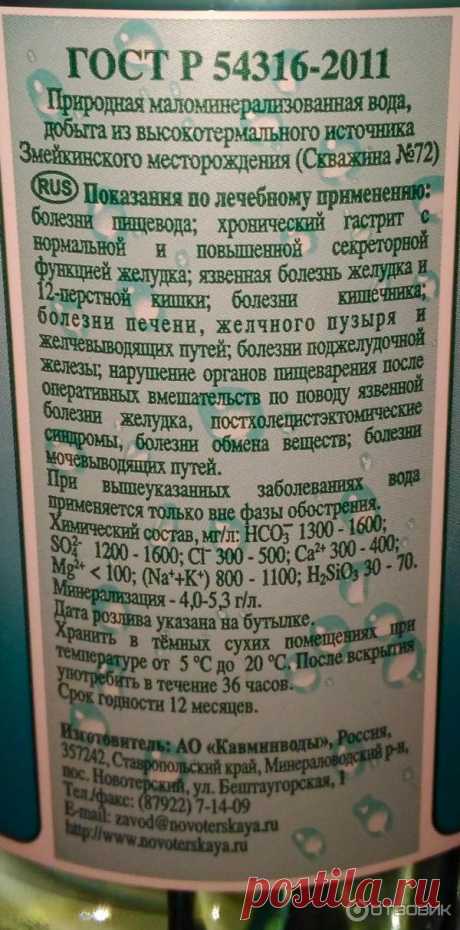 ГОСТ Р 54316-2011
Природная маломинерализованная вода,
добыта из высокотермального источника
Змейкинского месторождения (Скважина №72)
RUS Показания по лечебному применению:
болезни пищевода; хронический гастрит с
нормальной и повышенной секреторной
функцией желудка; язвенная болезнь желудка и
12-перстной кишки; болезни кишечника;
болезни печени, желчного пузыря и
желчевыводящих путей; болезни поджелудочной
железы; нарушение органов пищеварения после
оперативных вмешательств по поводу язвенной
болезни желудка, постхолецистэктомические
синдромы, болезни обмена веществ; болезни
мочевыводящих путей.
При вышеуказанных заболеваниях вода
применяется только вне фазы обострения.
Химический состав, мг/л: HCO₃⁻ 1300 - 1600;
SO₄²⁻ 1200 - 1600; Cl⁻ 300 - 500; Ca²⁺ 300 - 400;
Mg²⁺ < 100; (Na⁺+K⁺) 800 - 1100; H₂SiO₃ 30 - 70.
Минерализация - 4,0-5,3 г/л.
Дата розлива указана на бутылке.
Хранить в тёмных сухих помещениях при
температуре от 5 °C до 20 °C. После вскрытия
употребить в течение 36 часов.
Срок годности 12 месяцев.
Изготовитель: АО «Кавминводы», Россия,
357242, Ставропольский край, Минераловодский р-н,
пос. Новотерский, ул. Бештаугорская, 1
Тел./факс: (87922) 7-14-09
E-mail: zavod@novoterskaya.ru
http://www.novoterskaya.ru
postila.ru
ОТЗОВИК